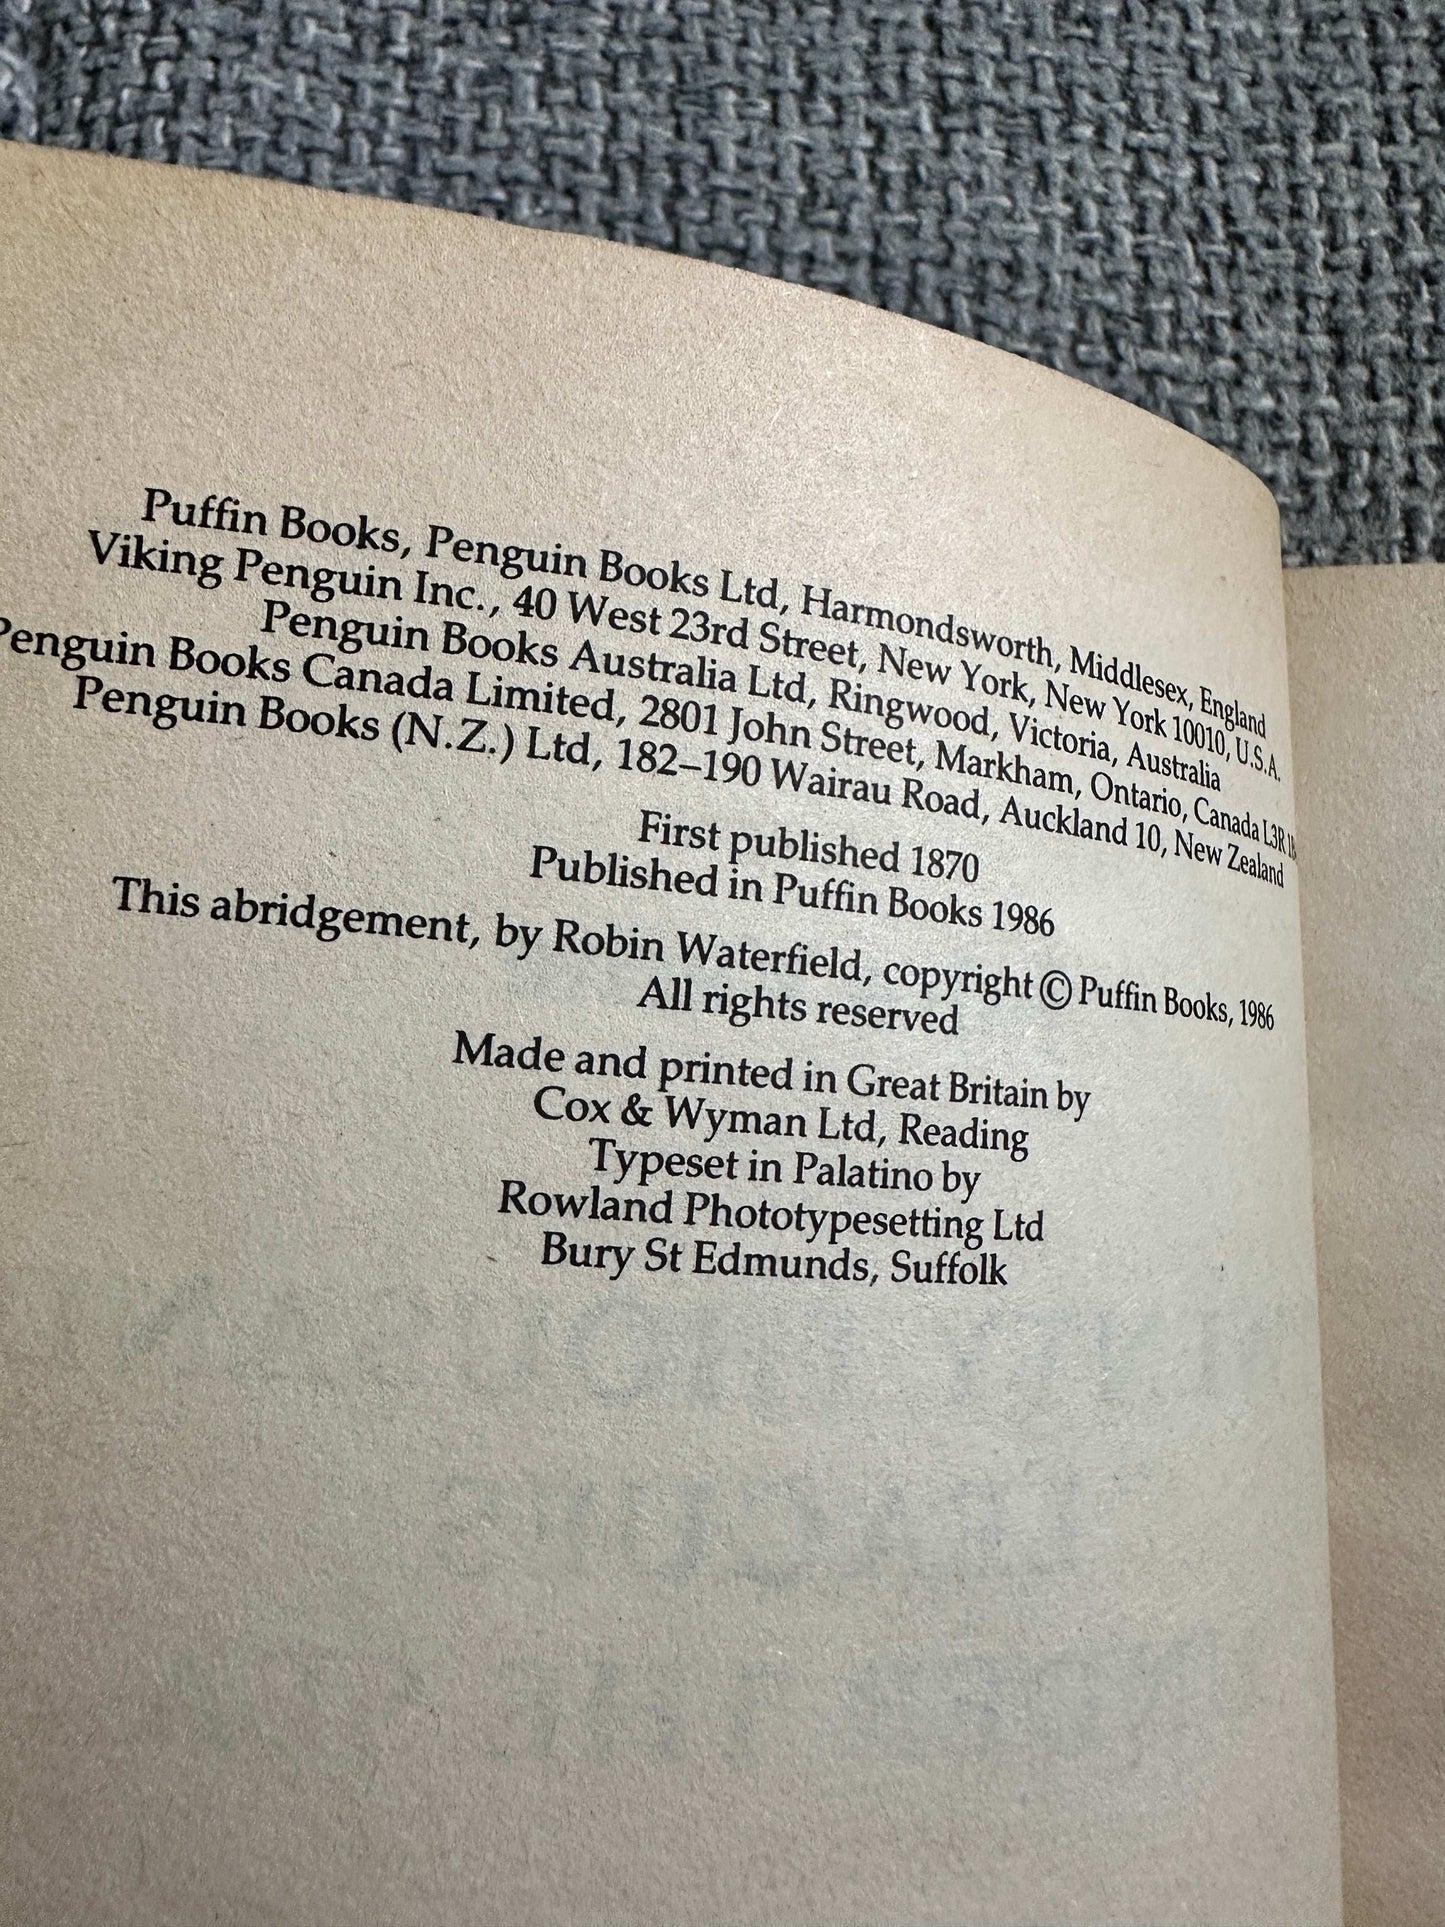 Puffin Books, Penguin Books Ltd, Harmondsworth, Middlesex, England
Viking Penguin Inc., 40 West 23rd Street, New York, New York 10010, U.S.A.
Penguin Books Australia Ltd, Ringwood, Victoria, Australia
Penguin Books Canada Limited, 2801 John Street, Markham, Ontario, Canada L3R
Penguin Books (N.Z.) Ltd, 182–190 Wairau Road, Auckland 10, New Zealand
First published 1870
Published in Puffin Books 1986
This abridgement, by Robin Waterfield, copyright © Puffin Books, 1986
All rights reserved
Made and printed in Great Britain by
Cox & Wyman Ltd, Reading
Typeset in Palatino by
Rowland Phototypesetting Ltd
Bury St Edmunds, Suffolk